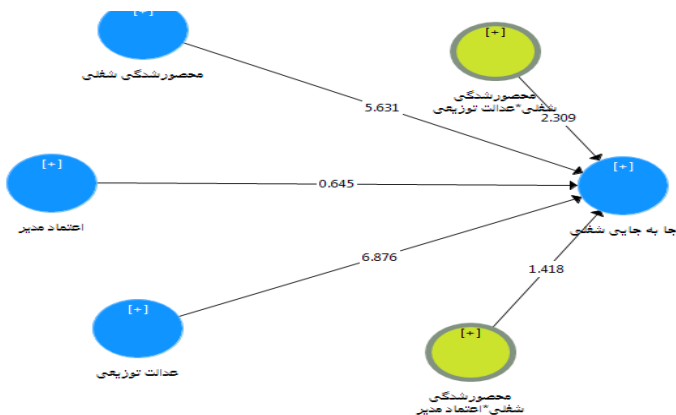 [+]
محصورشدگی شغلی
[+]
محصورشدگی
شغلی*عدالت توزیعی
5.631
2.309
[+]
اعتماد مدیر
0.645
[+]
جا به جایی شغلی
6.876
1.418
[+]
عدالت توزیعی
[+]
محصورشدگی
شغلی*اعتماد مدیر